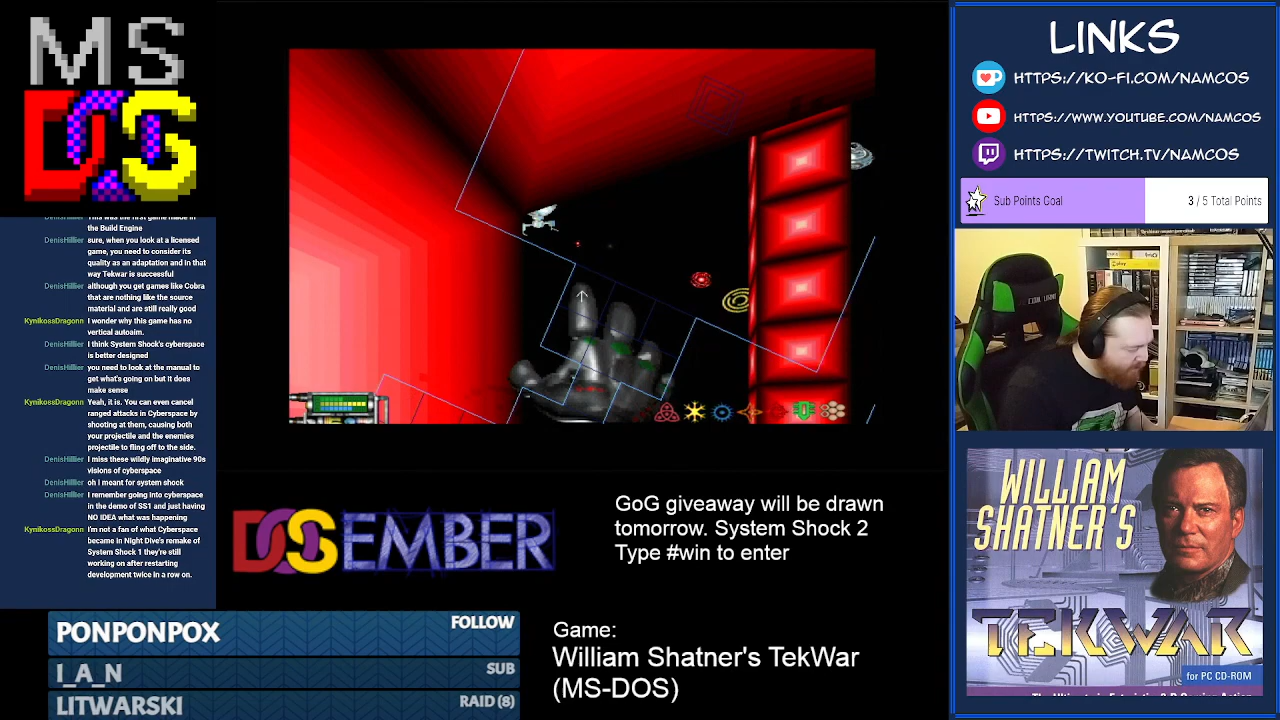 MS
DOS
DenisHillier This was the first game made in
the Build Engine
DenisHillier sure, when you look at a licensed
game, you need to consider its
quality as an adaptation and in that
way Tekwar is successful
DenisHillier although you get games like Cobra
that are nothing like the source
material and are still really good
KynikossDragonn I wonder why this game has no
vertical autoaim.
DenisHillier I think System Shock's cyberspace
is better designed
DenisHillier you need to look at the manual to
get what's going on but it does
make sense
KynikossDragonn Yeah, it is. You can even cancel
ranged attacks in Cyberspace by
shooting at them, causing both
your projectile and the enemies
projectile to fling off to the side.
DenisHillier I miss these wildly imaginative 90s
visions of cyberspace
DenisHillier oh I meant for system shock
DenisHillier I remember going into cyberspace
in the demo of SS1 and just having
NO IDEA what was happening
KynikossDragonn I'm not a fan of what Cyberspace
became in Night Dive's remake of
System Shock 1 they're still
working on after restarting
development twice in a row on.
DOSEMBER
GoG giveaway will be drawn
tomorrow. System Shock 2
Type #win to enter
PONPONPOX FOLLOW
I_A_N SUB
LITWARSKI RAID (8)
Game:
William Shatner's TekWar
(MS-DOS)
LINKS
HTTPS://KO-FI.COM/NAMCOS
HTTPS://WWW.YOUTUBE.COM/NAMCOS
HTTPS://TWITCH.TV/NAMCOS
Sub Points Goal 3 / 5 Total Points
WILLIAM
SHATNER'S
TEKWAR
for PC CD-ROM